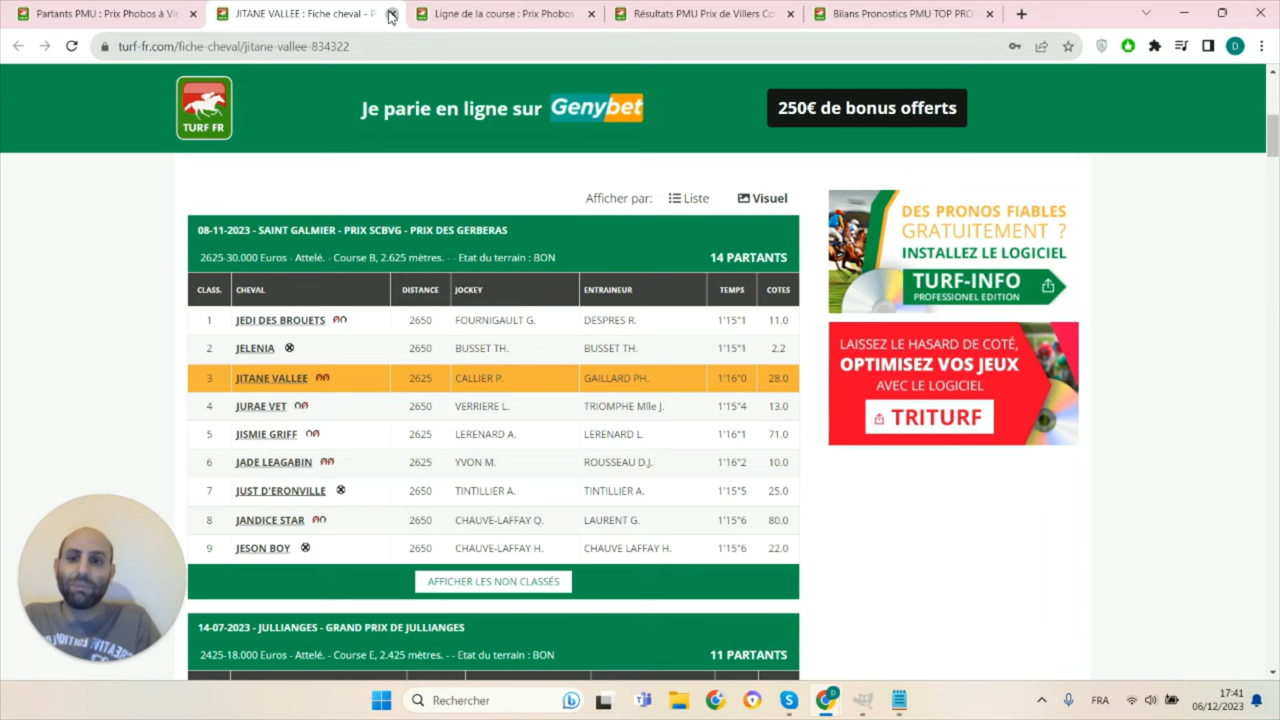 Partants PMU : Prix Phobos à Vin
JITANE VALLEE : Fiche cheval - P
Ligne de la course : Prix Phobos
Résultats PMU Prix de Villers Co
Bilans Pronostics PMU TOP PRO
turf-fr.com/fiche-cheval/jitane-vallee-834322
D
TURF FR
Je parie en ligne sur Genybet
250€ de bonus offerts
Afficher par: Liste Visuel
08-11-2023 - SAINT GALMIER - PRIX SCBVG - PRIX DES GERBERAS
2625-30.000 Euros - Attelé. - Course B, 2.625 mètres. - - Etat du terrain : BON 14 PARTANTS
CLASS. CHEVAL DISTANCE JOCKEY ENTRAINEUR TEMPS COTES
1 JEDI DES BROUETS 2650 FOURNIGAULT G. DESPRES R. 1'15"1 11.0
2 JELENIA 2650 BUSSET TH. BUSSET TH. 1'15"1 2.2
3 JITANE VALLEE 2625 CALLIER P. GAILLARD PH. 1'16"0 28.0
4 JURAE VET 2650 VERRIERE L. TRIOMPHE Mlle J. 1'15"4 13.0
5 JISMIE GRIFF 2625 LERENARD A. LERENARD L. 1'16"1 71.0
6 JADE LEAGABIN 2625 YVON M. ROUSSEAU D.J. 1'16"2 10.0
7 JUST D'ERONVILLE 2650 TINTILLIER A. TINTILLIER A. 1'15"5 25.0
8 JANDICE STAR 2650 CHAUVE-LAFFAY Q. LAURENT G. 1'15"6 80.0
9 JESON BOY 2650 CHAUVE-LAFFAY H. CHAUVE LAFFAY H. 1'15"6 22.0
AFFICHER LES NON CLASSÉS
14-07-2023 - JULLIANGES - GRAND PRIX DE JULLIANGES
2425-18.000 Euros - Attelé. - Course E, 2.425 mètres. - - Etat du terrain : BON 11 PARTANTS
DES PRONOS FIABLES
GRATUITEMENT ?
INSTALLEZ LE LOGICIEL
TURF-INFO
PROFESSIONEL EDITION
LAISSEZ LE HASARD DE COTÉ,
OPTIMISEZ VOS JEUX
AVEC LE LOGICIEL
TRITURF
Rechercher
FRA
17:41
06/12/2023